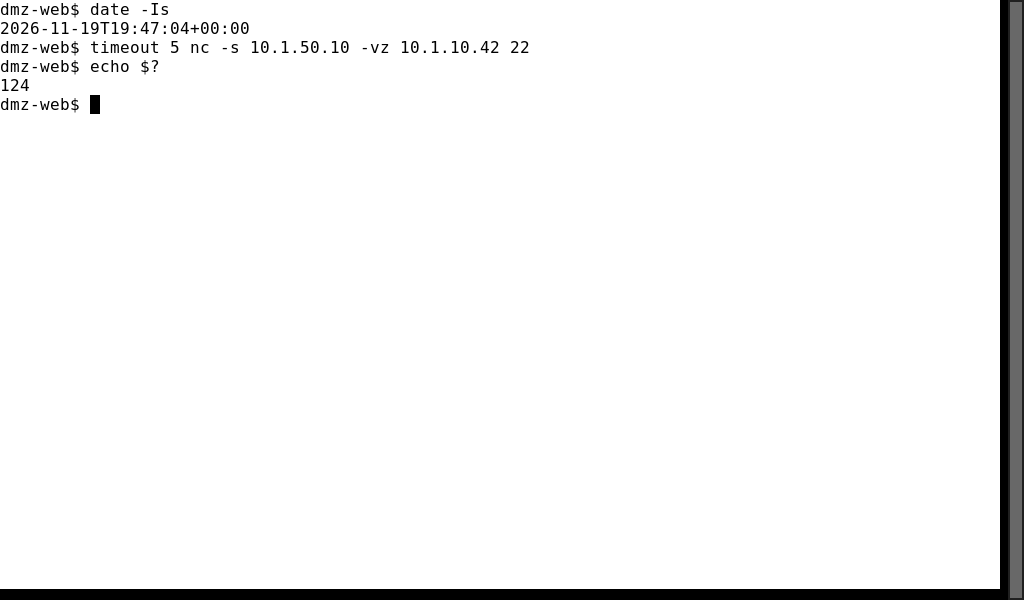 dmz-web$ date -Is
2026-11-19T19:47:04+00:00
dmz-web$ timeout 5 nc -s 10.1.50.10 -vz 10.1.10.42 22
dmz-web$ echo $?
124
dmz-web$